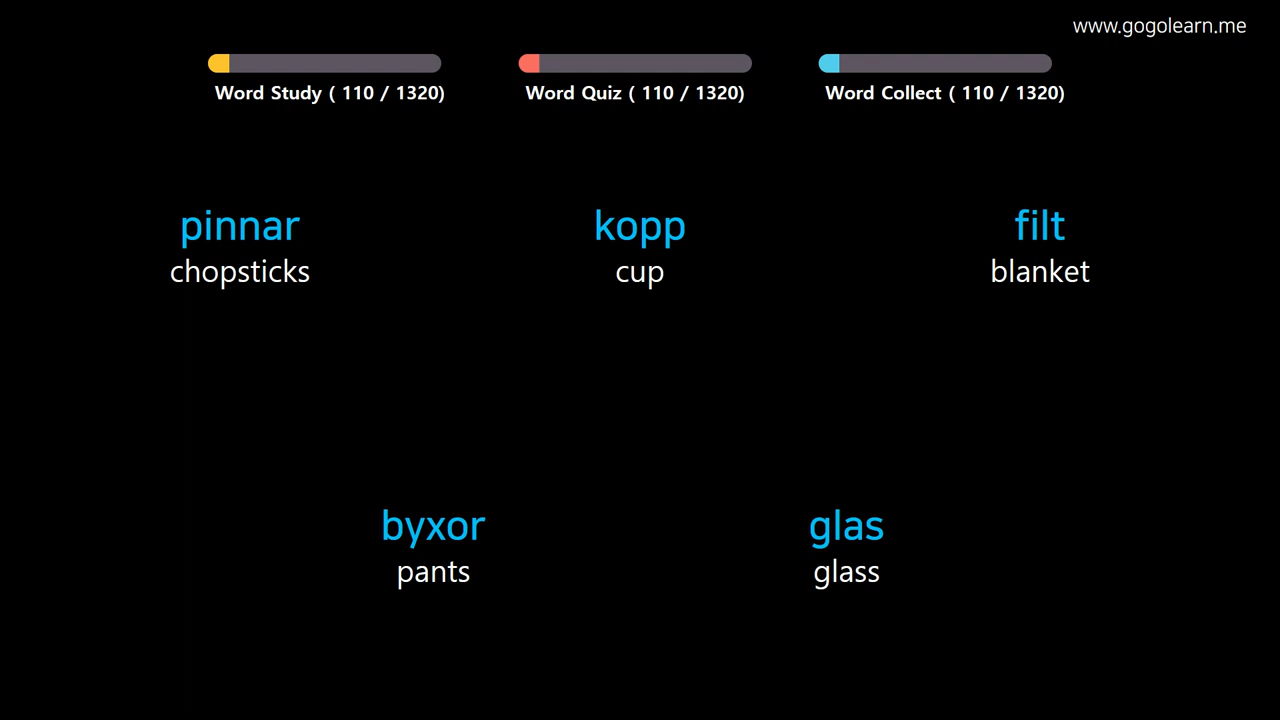 www.gogolearn.me
Word Study ( 110 / 1320)
Word Quiz ( 110 / 1320)
Word Collect ( 110 / 1320)
pinnar
chopsticks
kopp
cup
filt
blanket
byxor
pants
glas
glass